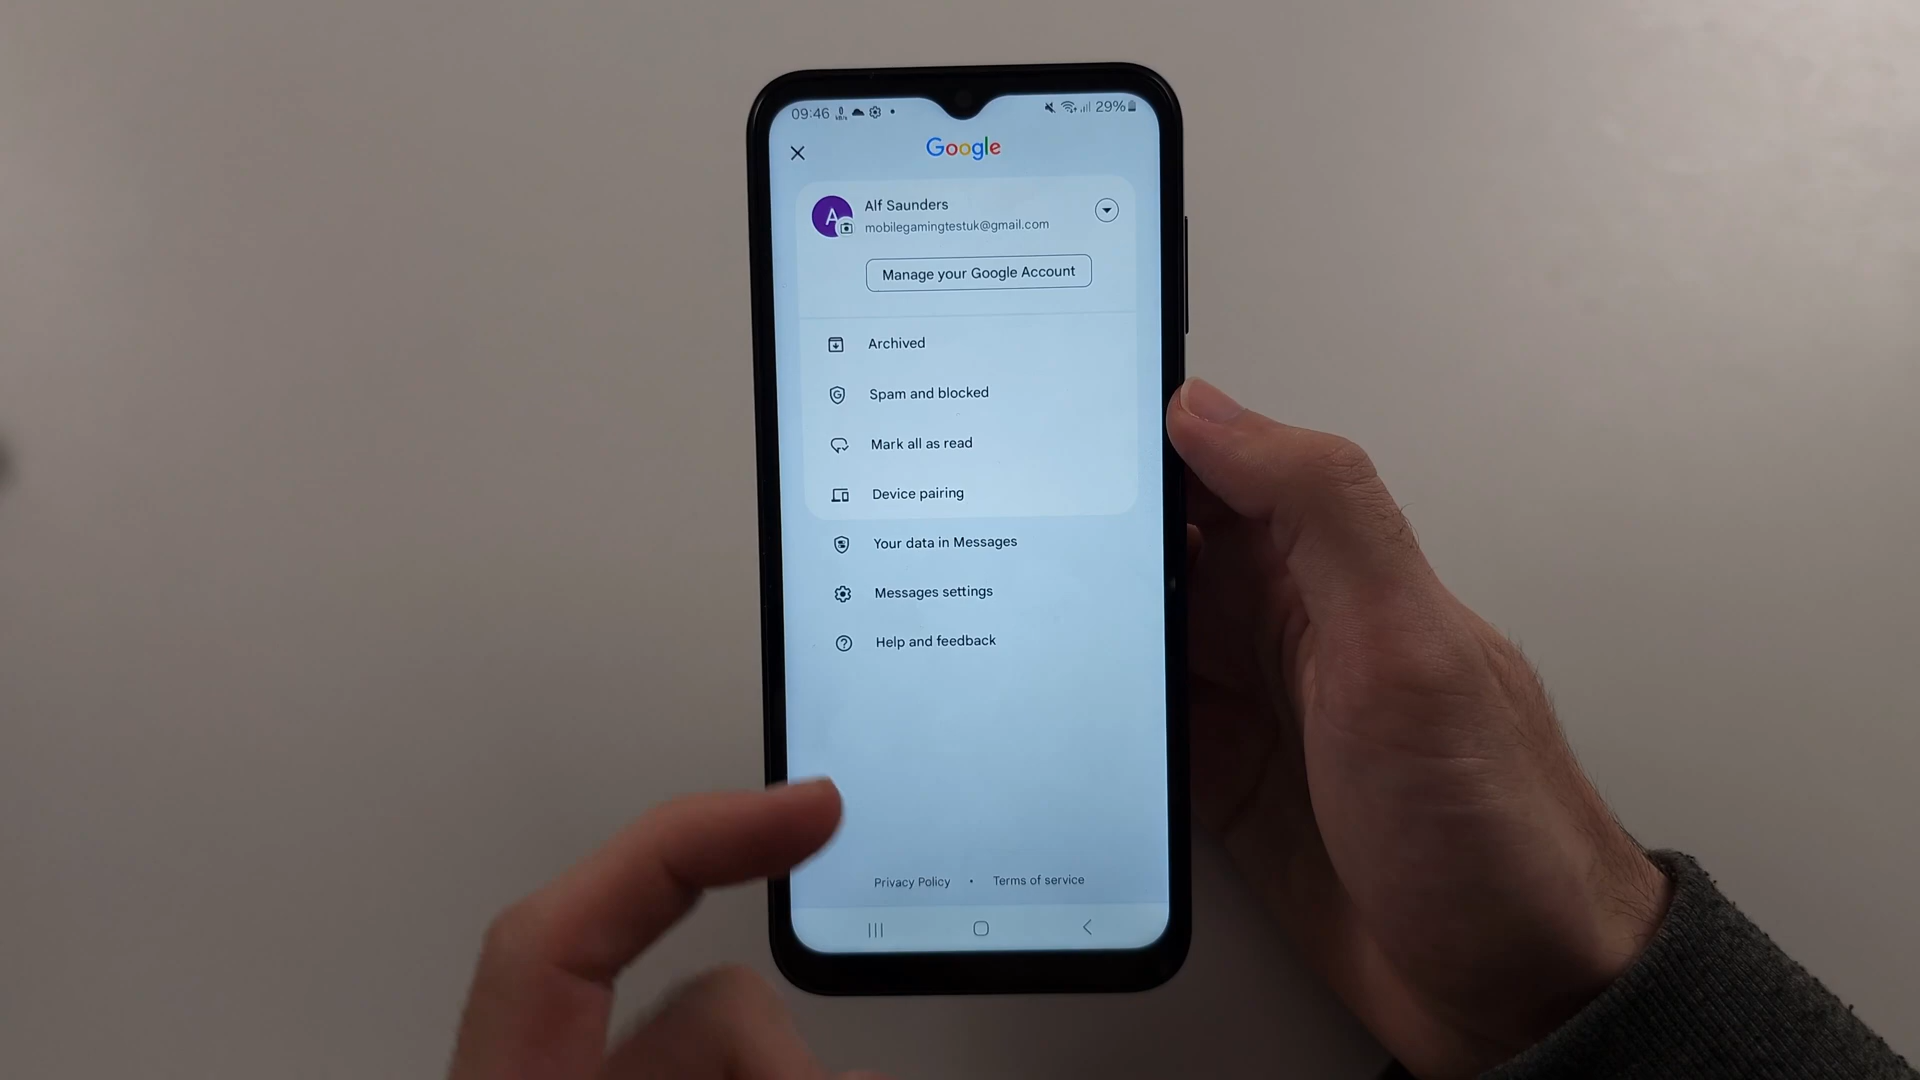 09:46
29%
Google
A
Alf Saunders
mobilegamingtestuk@gmail.com
Manage your Google Account
Archived
Spam and blocked
Mark all as read
Device pairing
Your data in Messages
Messages settings
Help and feedback
Privacy Policy • Terms of service